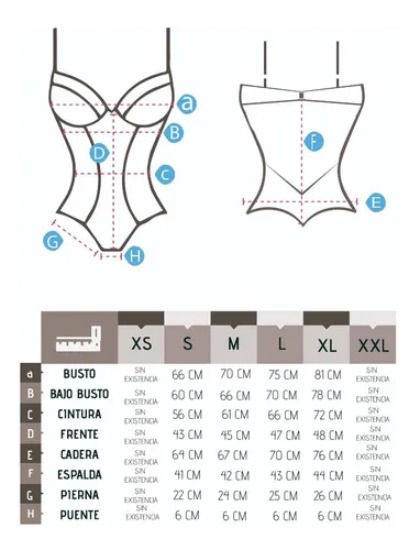 a
B
D
C
G
H
F
E
XS S M L XL XXL
a BUSTO SIN EXISTENCIA 66 CM 70 CM 75 CM 81 CM SIN EXISTENCIA
B BAJO BUSTO SIN EXISTENCIA 60 CM 66 CM 70 CM 78 CM SIN EXISTENCIA
C CINTURA SIN EXISTENCIA 56 CM 61 CM 66 CM 72 CM SIN EXISTENCIA
D FRENTE SIN EXISTENCIA 43 CM 45 CM 47 CM 48 CM SIN EXISTENCIA
E CADERA SIN EXISTENCIA 64 CM 67 CM 70 CM 76 CM SIN EXISTENCIA
F ESPALDA SIN EXISTENCIA 41 CM 42 CM 43 CM 44 CM SIN EXISTENCIA
G PIERNA SIN EXISTENCIA 22 CM 24 CM 25 CM 26 CM SIN EXISTENCIA
H PUENTE SIN EXISTENCIA 6 CM 6 CM 6 CM 6 CM SIN EXISTENCIA